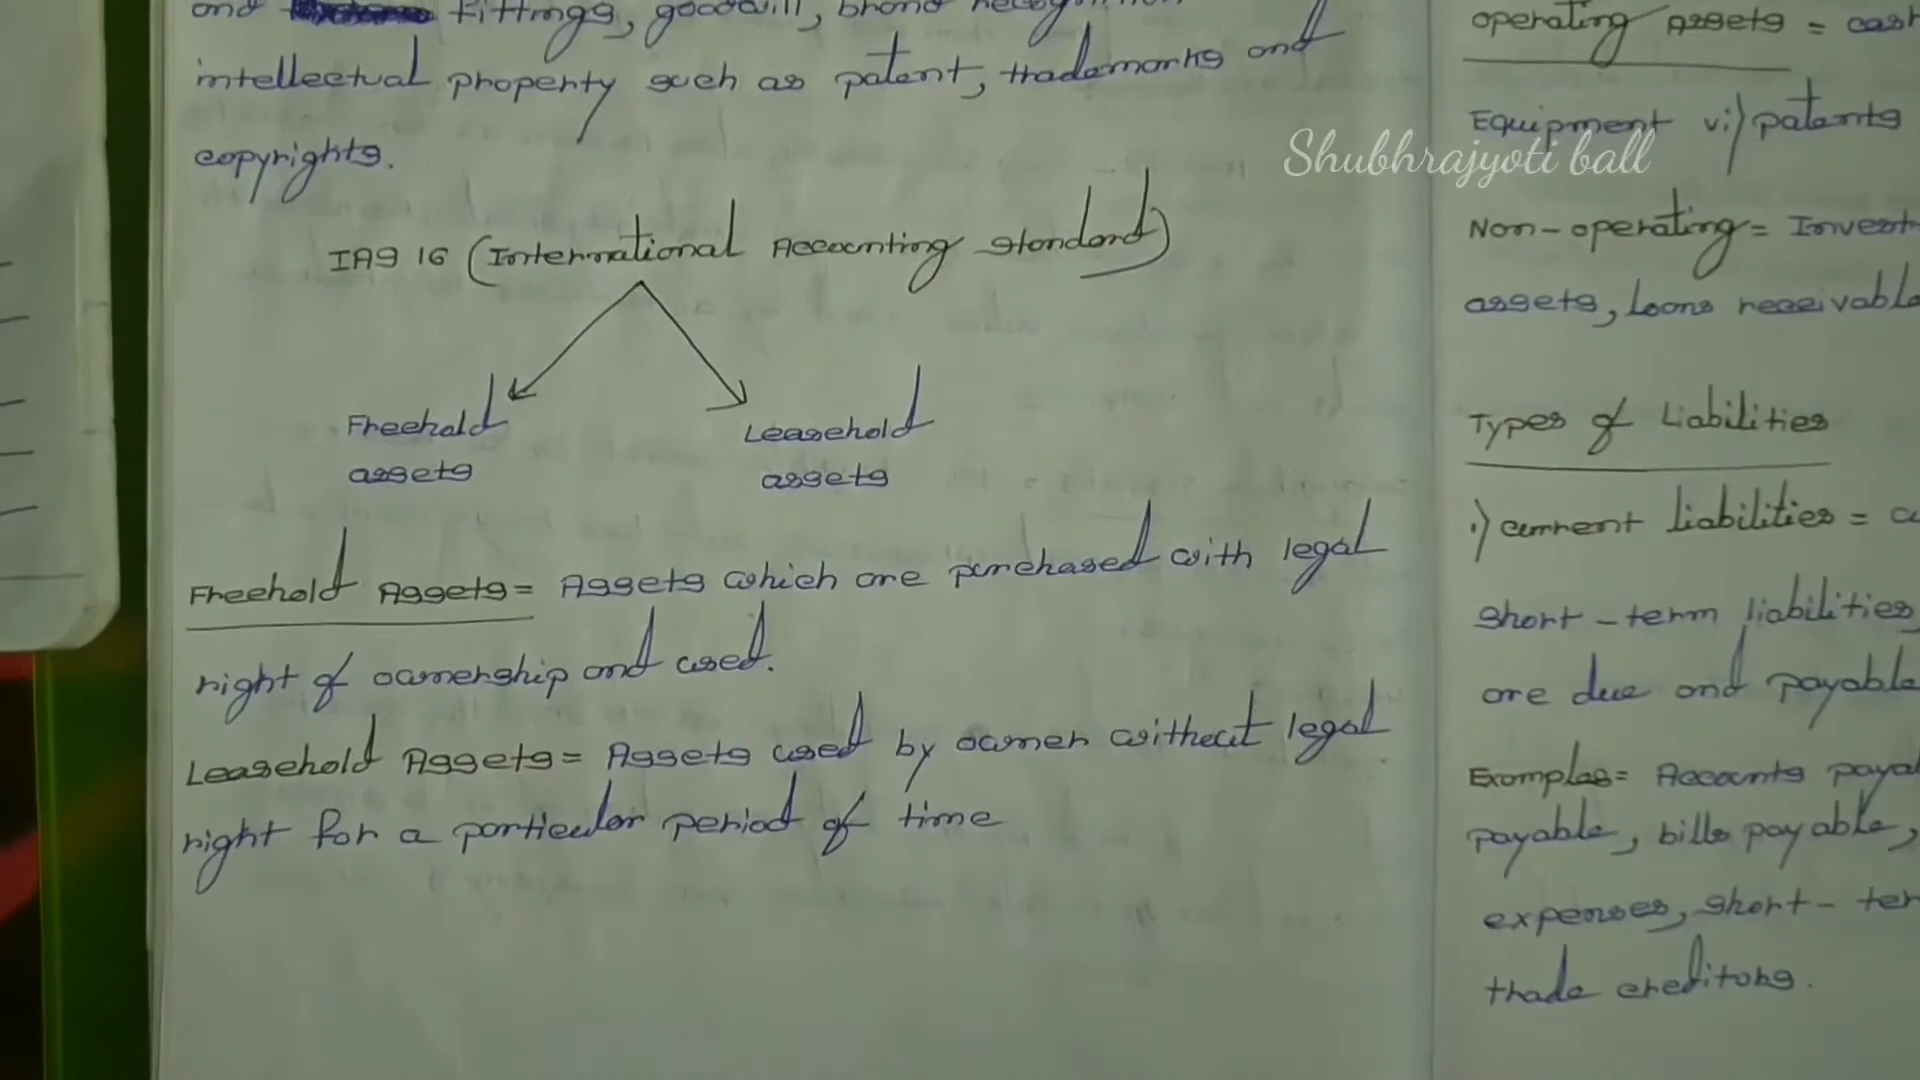 and fittings, goodwill, brand recognition
intellectual property such as patent, trademarks and
copyrights.
IAS 16 (International Accounting Standard)
Freehold
assets
Leasehold
assets
Freehold Assets = Assets which are purchased with legal
right of ownership and used.
Leasehold Assets = Assets used by owner without legal
right for a particular period of time
operating Assets = cash
Equipment vi) patents
Shubhrajyoti ball
Non-operating = Invest
assets, loans receivable
Types of Liabilities
i) current liabilities =
short-term liabilities,
are due and payable
Examples = Accounts paya
payable, bills payable,
expenses, short-ter
trade creditors.